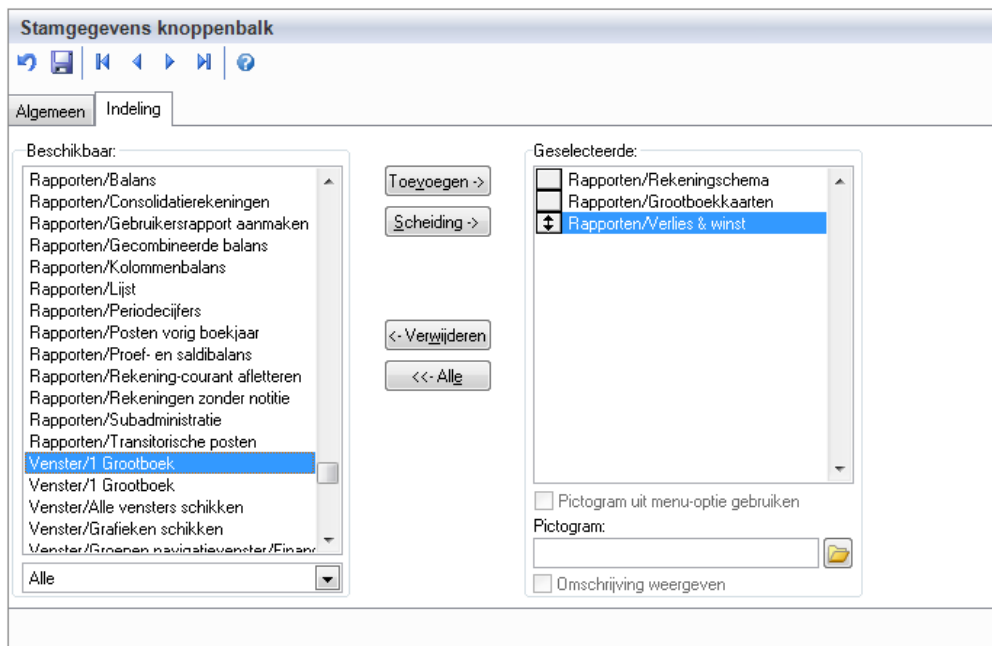 Stamgegevens knoppenbalk
Algemeen
Indeling
Beschikbaar:
Rapporten/Balans
Rapporten/Consolidatierekeningen
Rapporten/Gebruikersrapport aanmaken
Rapporten/Gecombineerde balans
Rapporten/Kolommenbalans
Rapporten/Lijst
Rapporten/Periodecijfers
Rapporten/Posten vorig boekjaar
Rapporten/Proef- en saldibalans
Rapporten/Rekening-courant afletteren
Rapporten/Rekeningen zonder notitie
Rapporten/Subadministratie
Rapporten/Transitorische posten
Venster/1 Grootboek
Venster/1 Grootboek
Venster/Alle vensters schikken
Venster/Grafieken schikken
Venster/Groepen navigatievenster/Financ
Alle
Toevoegen ->
Scheiding ->
<- Verwijderen
<<- Alle
Geselecteerde:
Rapporten/Rekeningschema
Rapporten/Grootboekkaarten
Rapporten/Verlies & winst
Pictogram uit menu-optie gebruiken
Pictogram:
Omschrijving weergeven